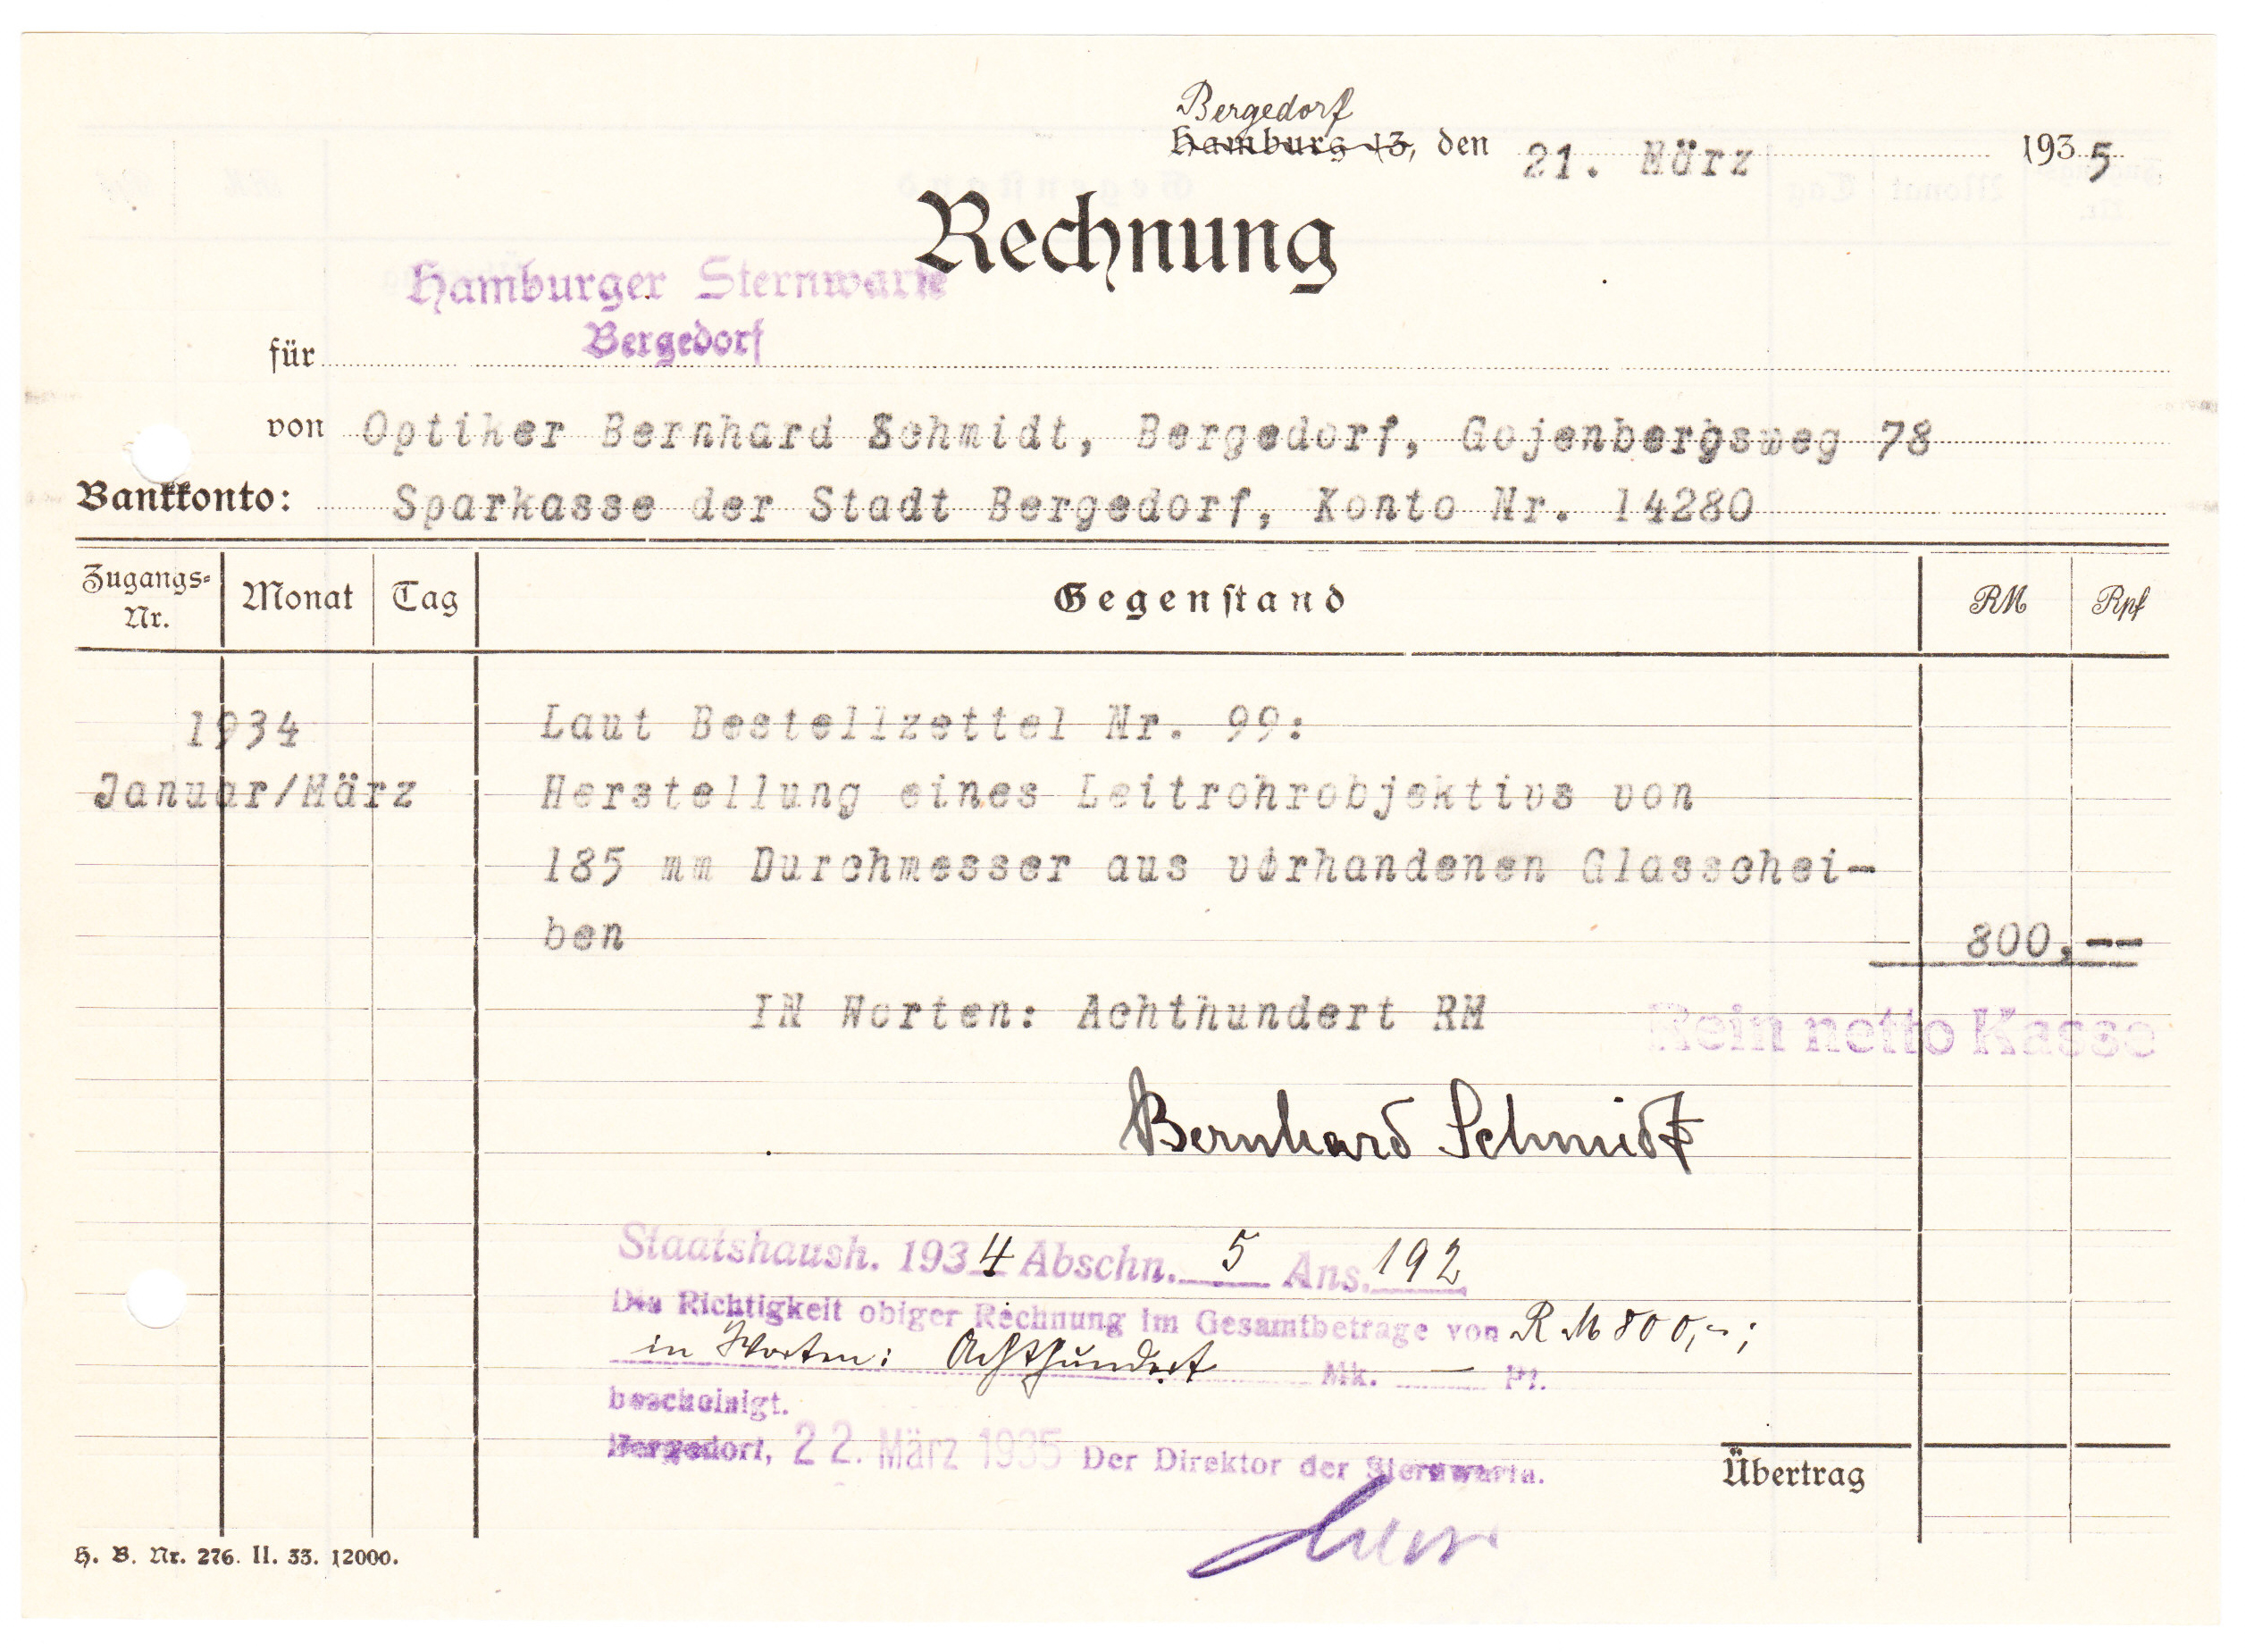 Bergedorf
Hamburg 13, den 21. März 1935
Rechnung
Hamburger Sternwarte
Bergedorf
für
von Optiker Bernhard Schmidt, Bergedorf, Gojenbergsweg 78
Bankkonto: Sparkasse der Stadt Bergedorf, Konto Nr. 14280
Zugangs-Nr. Monat Tag Gegenstand RM Rpf
1934 Laut Bestellzettel Nr. 99:
Januar/März Herstellung eines Leitrohrobjektivs von
185 mm Durchmesser aus vorhandenen Glasschei-
ben 800,--
IN Worten: Achthundert RM
Rein netto Kasse
Bernhard Schmidt
Staatshaush. 1934 Abschn. 5 Ans. 192
Die Richtigkeit obiger Rechnung im Gesamtbetrage von RM 800,-;
in Worten: Achthundert Mk. — Pf.
bescheinigt.
Bergedorf, 22. März 1935 Der Direktor der Sternwarte.
Übertrag
H. B. Nr. 276. II. 33. 12000.